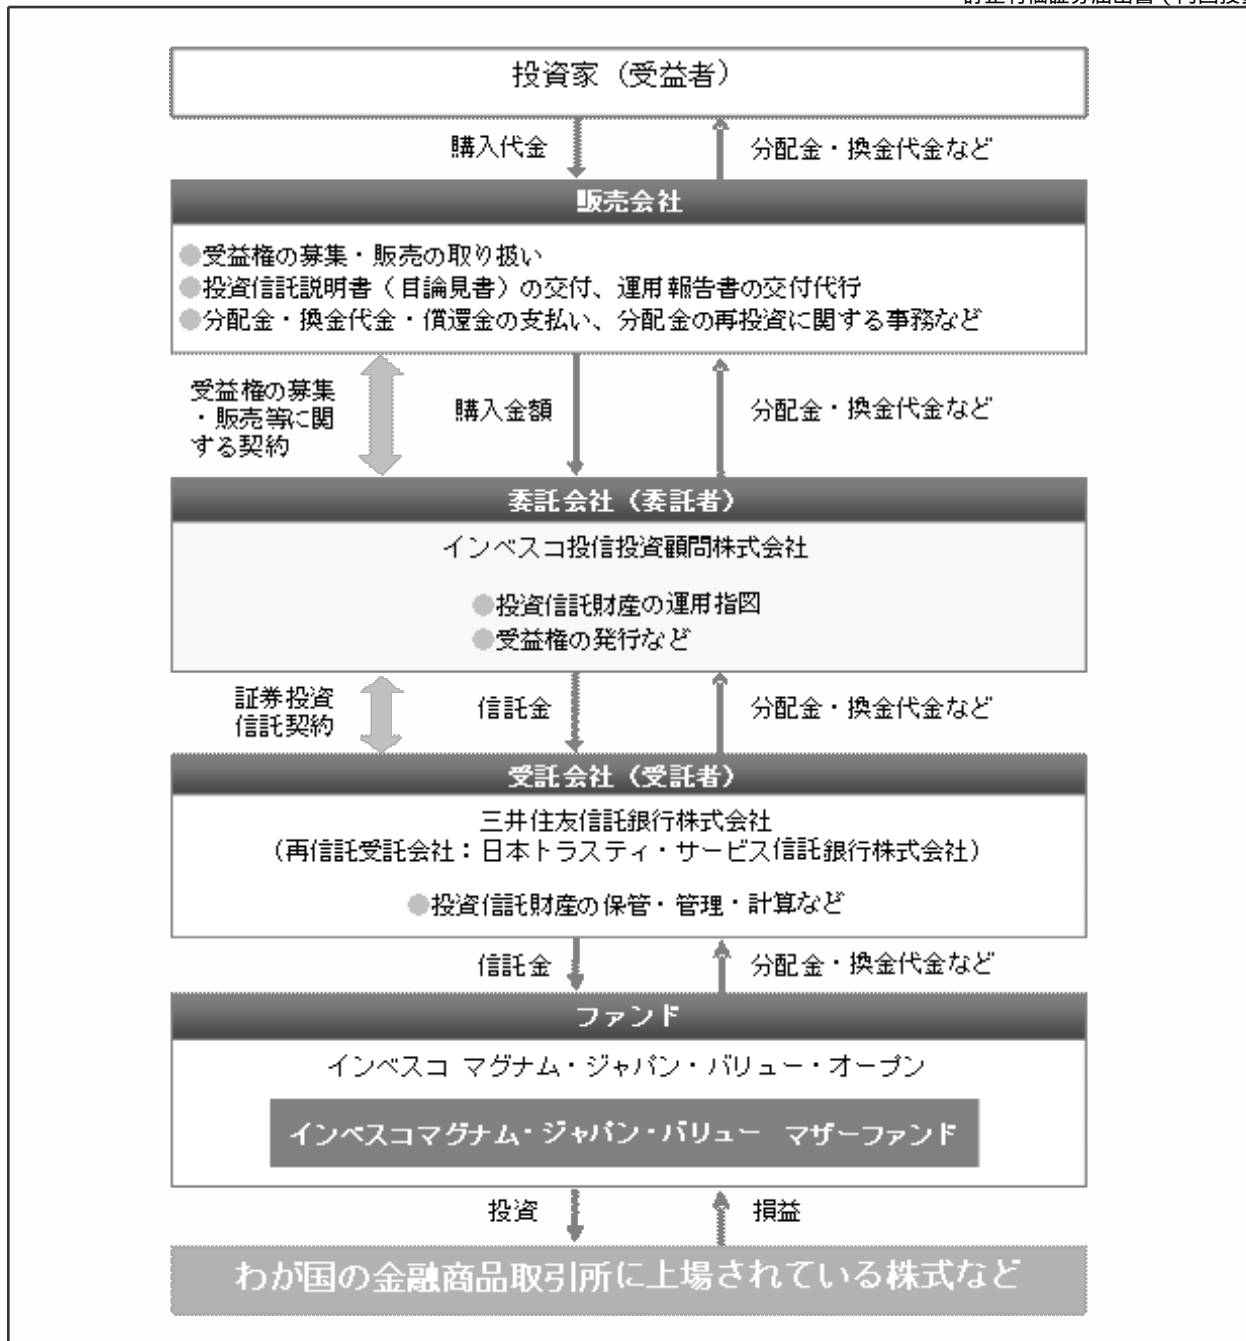 投資家（受益者）
購入代金
分配金・換金代金など
販売会社
●受益権の募集・販売の取り扱い
●投資信託説明書（目論見書）の交付、運用報告書の交付代行
●分配金・換金代金・償還金の支払い、分配金の再投資に関する事務など
受益権の募集
・販売等に関
する契約
購入金額
分配金・換金代金など
委託会社（委託者）
インベスコ投信投資顧問株式会社
●投資信託財産の運用指図
●受益権の発行など
証券投資
信託契約
信託金
分配金・換金代金など
受託会社（受託者）
三井住友信託銀行株式会社
（再信託受託会社：日本トラスティ・サービス信託銀行株式会社）
●投資信託財産の保管・管理・計算など
信託金
分配金・換金代金など
ファンド
インベスコ マグナム・ジャパン・バリュー・オープン
インベスコマグナム・ジャパン・バリュー マザーファンド
投資
損益
わが国の金融商品取引所に上場されている株式など